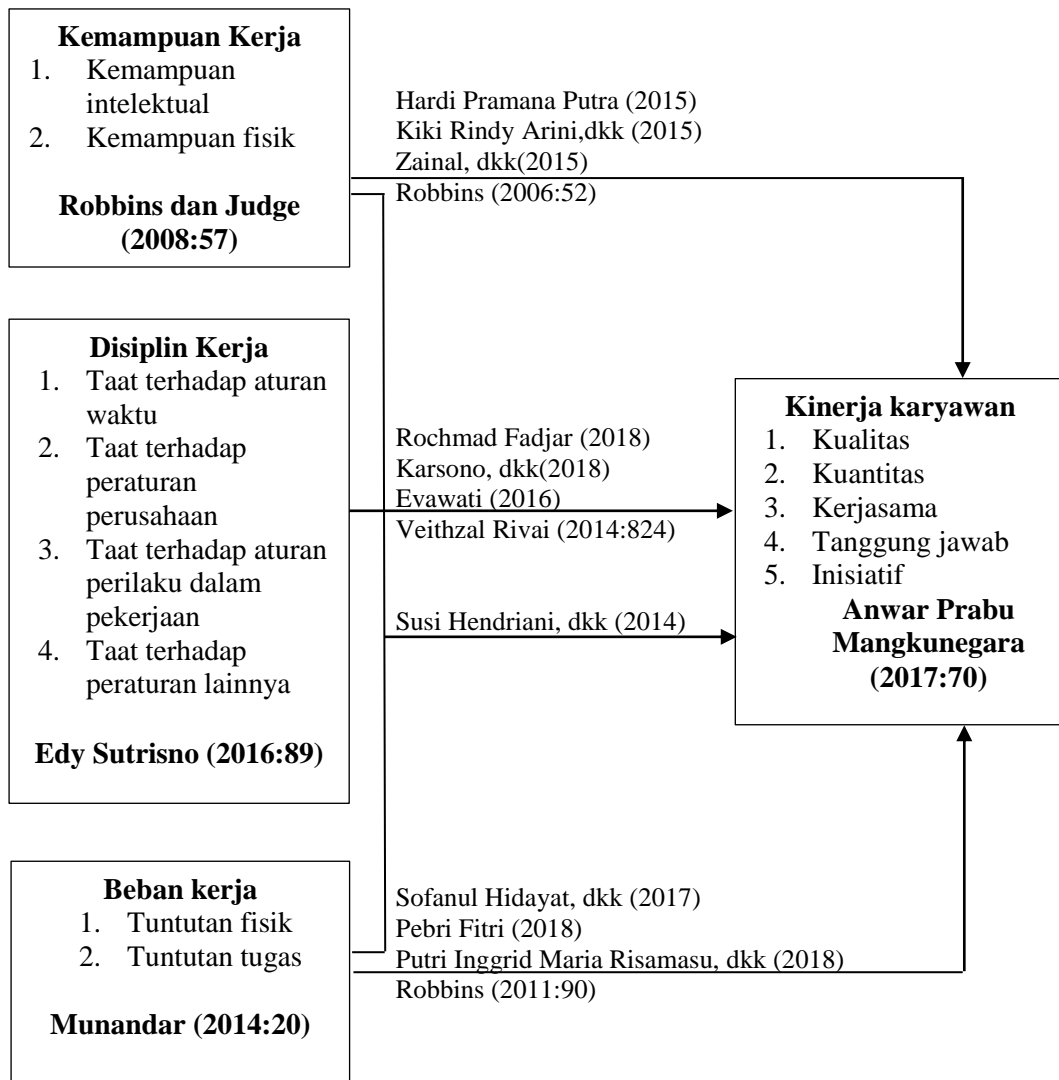 Kemampuan Kerja
1. Kemampuan
intelektual
2. Kemampuan fisik
Robbins dan Judge
(2008:57)
Hardi Pramana Putra (2015)
Kiki Rindy Arini,dkk (2015)
Zainal, dkk(2015)
Robbins (2006:52)
Disiplin Kerja
1. Taat terhadap aturan
waktu
2. Taat terhadap
peraturan
perusahaan
3. Taat terhadap aturan
perilaku dalam
pekerjaan
4. Taat terhadap
peraturan lainnya
Edy Sutrisno (2016:89)
Rochmad Fadjar (2018)
Karsono, dkk(2018)
Evawati (2016)
Veithzal Rivai (2014:824)
Susi Hendriani, dkk (2014)
Kinerja karyawan
1. Kualitas
2. Kuantitas
3. Kerjasama
4. Tanggung jawab
5. Inisiatif
Anwar Prabu
Mangkunegara
(2017:70)
Beban kerja
1. Tuntutan fisik
2. Tuntutan tugas
Munandar (2014:20)
Sofanul Hidayat, dkk (2017)
Pebri Fitri (2018)
Putri Inggrid Maria Risamasu, dkk (2018)
Robbins (2011:90)